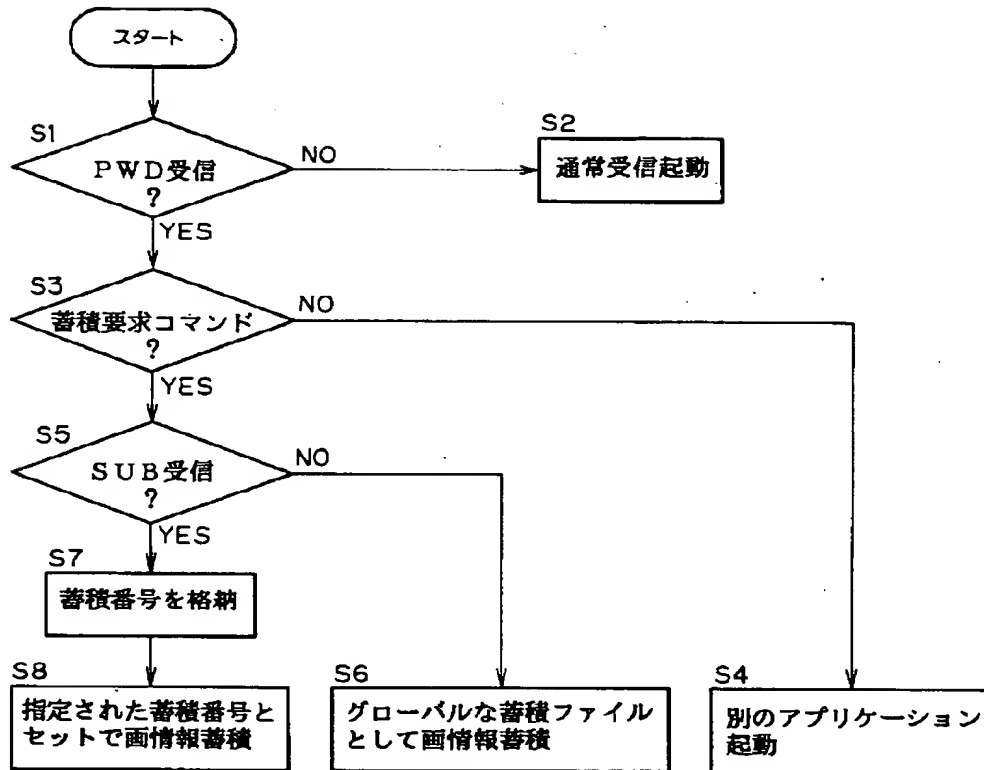 スタート
S1
PWD受信
?
NO
YES
S2
通常受信起動
S3
蓄積要求コマンド
?
NO
YES
S5
SUB受信
?
NO
YES
S7
蓄積番号を格納
S8
指定された蓄積番号と
セットで画情報蓄積
S6
グローバルな蓄積ファイル
として画情報蓄積
S4
別のアプリケーション
起動